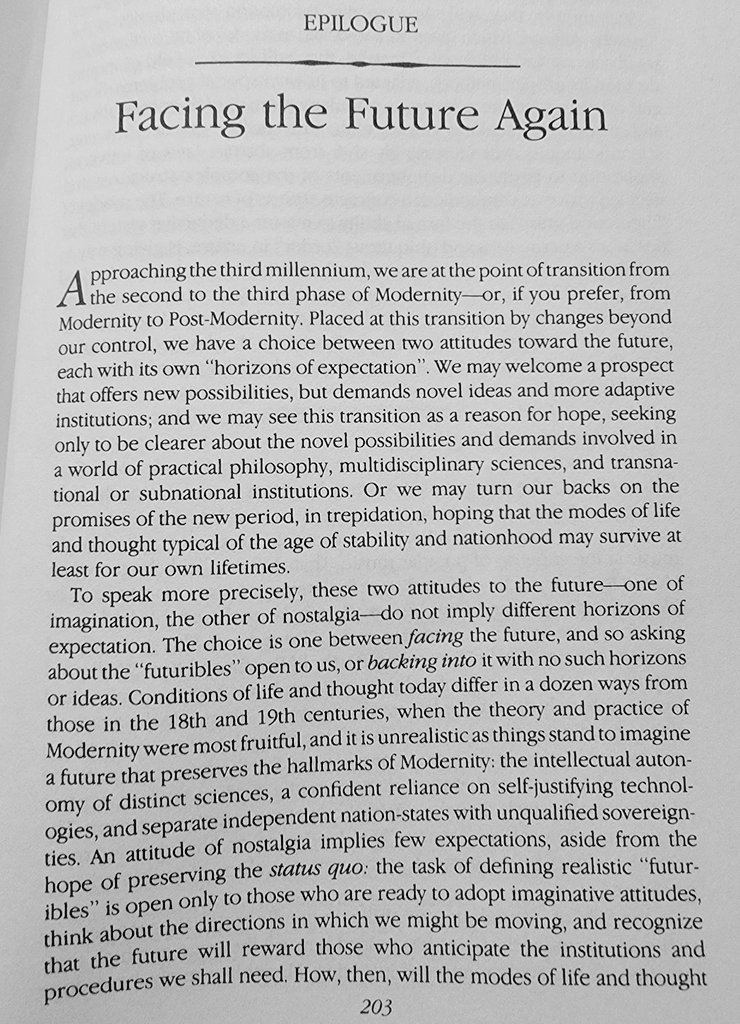 EPILOGUE
Facing the Future Again
Approaching the third millennium, we are at the point of transition from
the second to the third phase of Modernity—or, if you prefer, from
Modernity to Post-Modernity. Placed at this transition by changes beyond
our control, we have a choice between two attitudes toward the future,
each with its own "horizons of expectation". We may welcome a prospect
that offers new possibilities, but demands novel ideas and more adaptive
institutions; and we may see this transition as a reason for hope, seeking
only to be clearer about the novel possibilities and demands involved in
a world of practical philosophy, multidisciplinary sciences, and transna-
tional or subnational institutions. Or we may turn our backs on the
promises of the new period, in trepidation, hoping that the modes of life
and thought typical of the age of stability and nationhood may survive at
least for our own lifetimes.
To speak more precisely, these two attitudes to the future—one of
imagination, the other of nostalgia—do not imply different horizons of
expectation. The choice is one between facing the future, and so asking
about the "futuribles" open to us, or backing into it with no such horizons
or ideas. Conditions of life and thought today differ in a dozen ways from
those in the 18th and 19th centuries, when the theory and practice of
Modernity were most fruitful, and it is unrealistic as things stand to imagine
a future that preserves the hallmarks of Modernity: the intellectual auton-
omy of distinct sciences, a confident reliance on self-justifying technol-
ogies, and separate independent nation-states with unqualified sovereign-
ties. An attitude of nostalgia implies few expectations, aside from the
hope of preserving the status quo: the task of defining realistic "futur-
ibles" is open only to those who are ready to adopt imaginative attitudes,
think about the directions in which we might be moving, and recognize
that the future will reward those who anticipate the institutions and
procedures we shall need. How, then, will the modes of life and thought
203